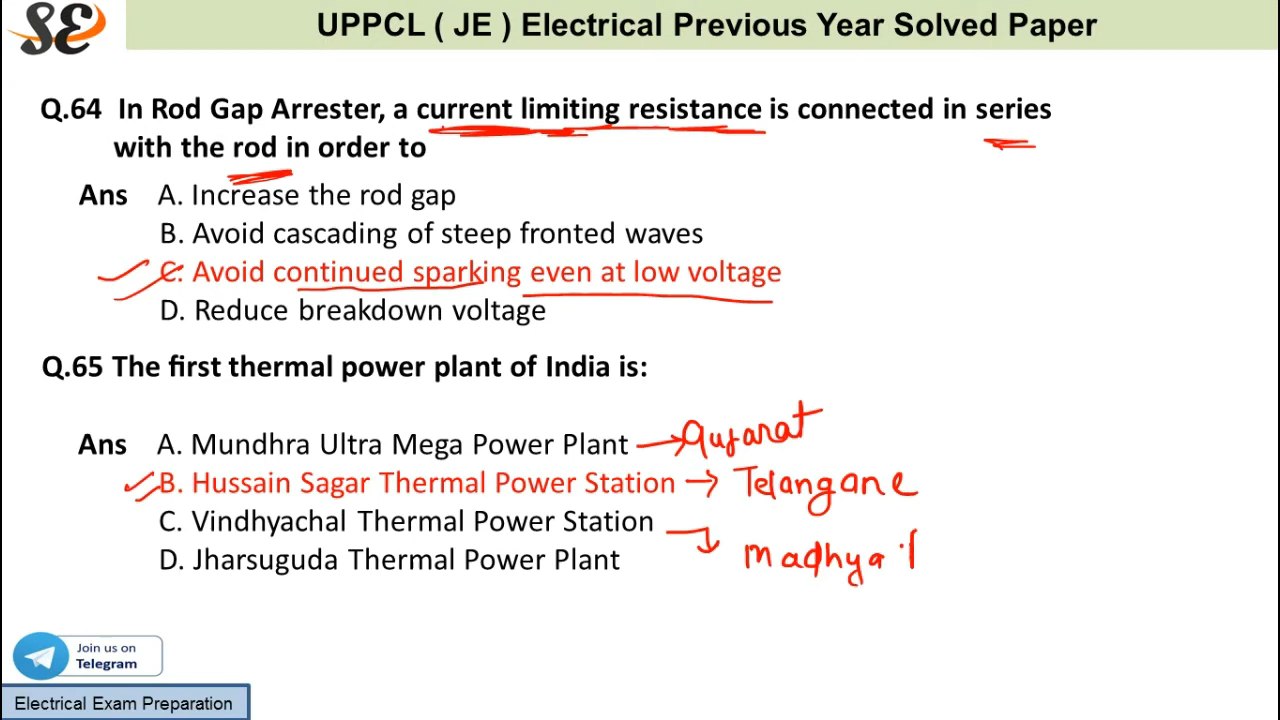 SE
UPPCL ( JE ) Electrical Previous Year Solved Paper
Q.64 In Rod Gap Arrester, a current limiting resistance is connected in series
with the rod in order to
Ans A. Increase the rod gap
B. Avoid cascading of steep fronted waves
C. Avoid continued sparking even at low voltage
D. Reduce breakdown voltage
Q.65 The first thermal power plant of India is:
Ans A. Mundhra Ultra Mega Power Plant → Gujarat
B. Hussain Sagar Thermal Power Station → Telangane
C. Vindhyachal Thermal Power Station
D. Jharsuguda Thermal Power Plant Madhya
Join us on
Telegram
Electrical Exam Preparation